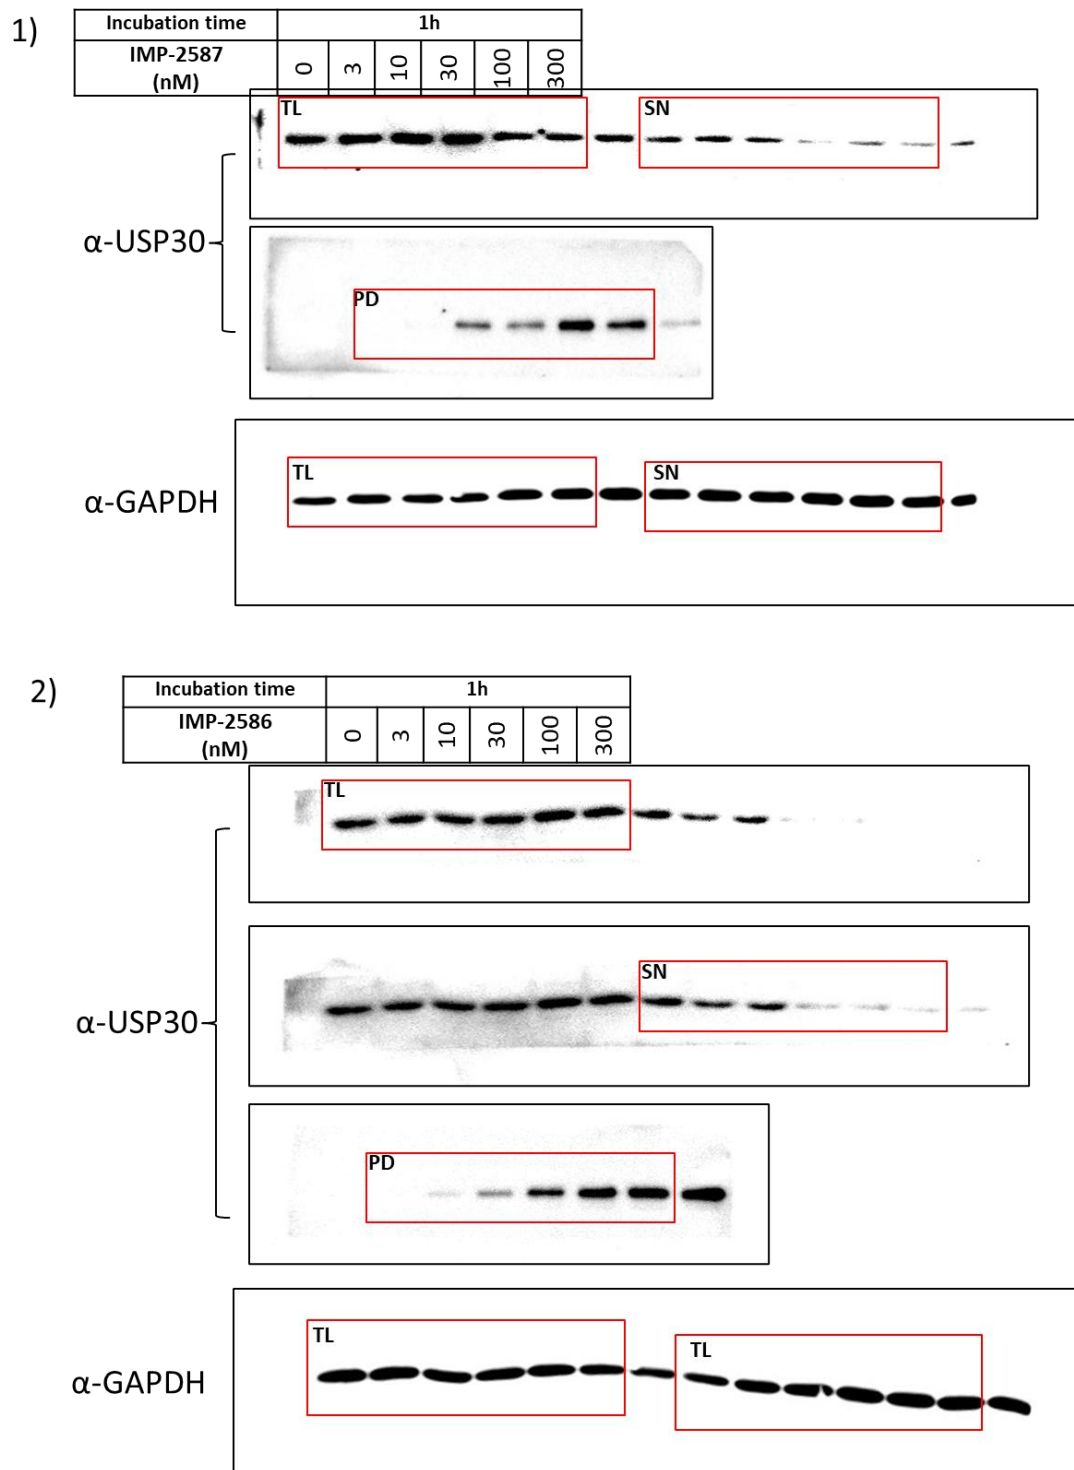 1)
Incubation time 1h
IMP-2587
(nM) 0 3 10 30 100 300
TL SN
α-USP30
PD
TL SN
α-GAPDH
2)
Incubation time 1h
IMP-2586
(nM) 0 3 10 30 100 300
TL
SN
α-USP30
PD
TL TL
α-GAPDH